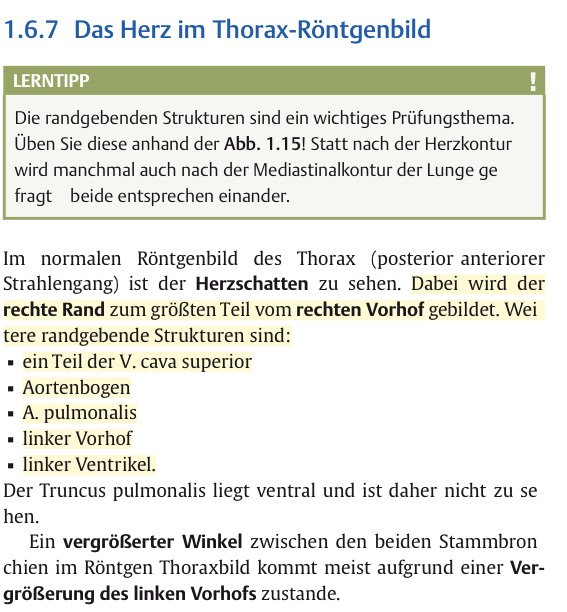 1.6.7 Das Herz im Thorax-Röntgenbild
LERNTIPP !
Die randgebenden Strukturen sind ein wichtiges Prüfungsthema.
Üben Sie diese anhand der Abb. 1.15! Statt nach der Herzkontur
wird manchmal auch nach der Mediastinalkontur der Lunge ge
fragt beide entsprechen einander.
Im normalen Röntgenbild des Thorax (posterior anteriorer
Strahlengang) ist der Herzschatten zu sehen. Dabei wird der
rechte Rand zum größten Teil vom rechten Vorhof gebildet. Wei
tere randgebende Strukturen sind:
▪ ein Teil der V. cava superior
▪ Aortenbogen
▪ A. pulmonalis
▪ linker Vorhof
▪ linker Ventrikel.
Der Truncus pulmonalis liegt ventral und ist daher nicht zu se
hen.
Ein vergrößerter Winkel zwischen den beiden Stammbron
chien im Röntgen Thoraxbild kommt meist aufgrund einer Ver-
größerung des linken Vorhofs zustande.